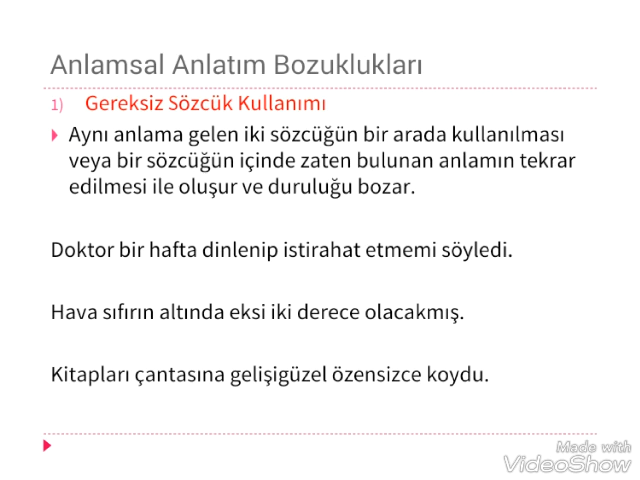 Anlamsal Anlatım Bozuklukları
1) Gereksiz Sözcük Kullanımı
Aynı anlama gelen iki sözcüğün bir arada kullanılması
veya bir sözcüğün içinde zaten bulunan anlamın tekrar
edilmesi ile oluşur ve duruluğu bozar.
Doktor bir hafta dinlenip istirahat etmemi söyledi.
Hava sıfırın altında eksi iki derece olacakmış.
Kitapları çantasına gelişigüzel özensizce koydu.
Made with
VideoShow